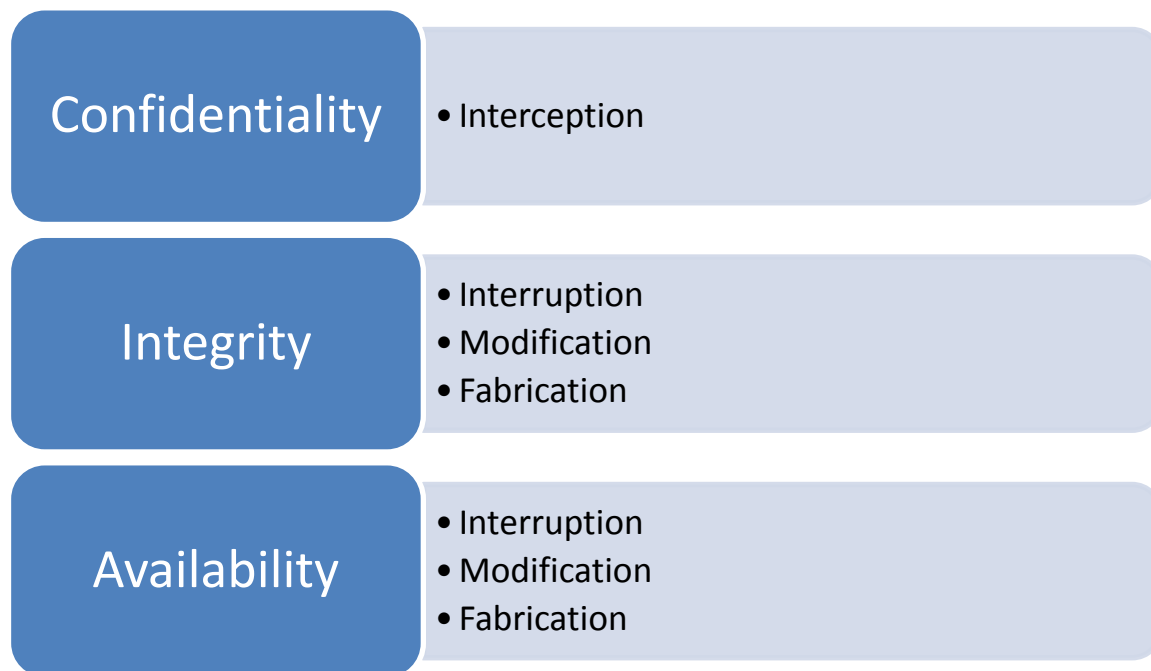 Confidentiality
• Interception
Integrity
• Interruption
• Modification
• Fabrication
Availability
• Interruption
• Modification
• Fabrication